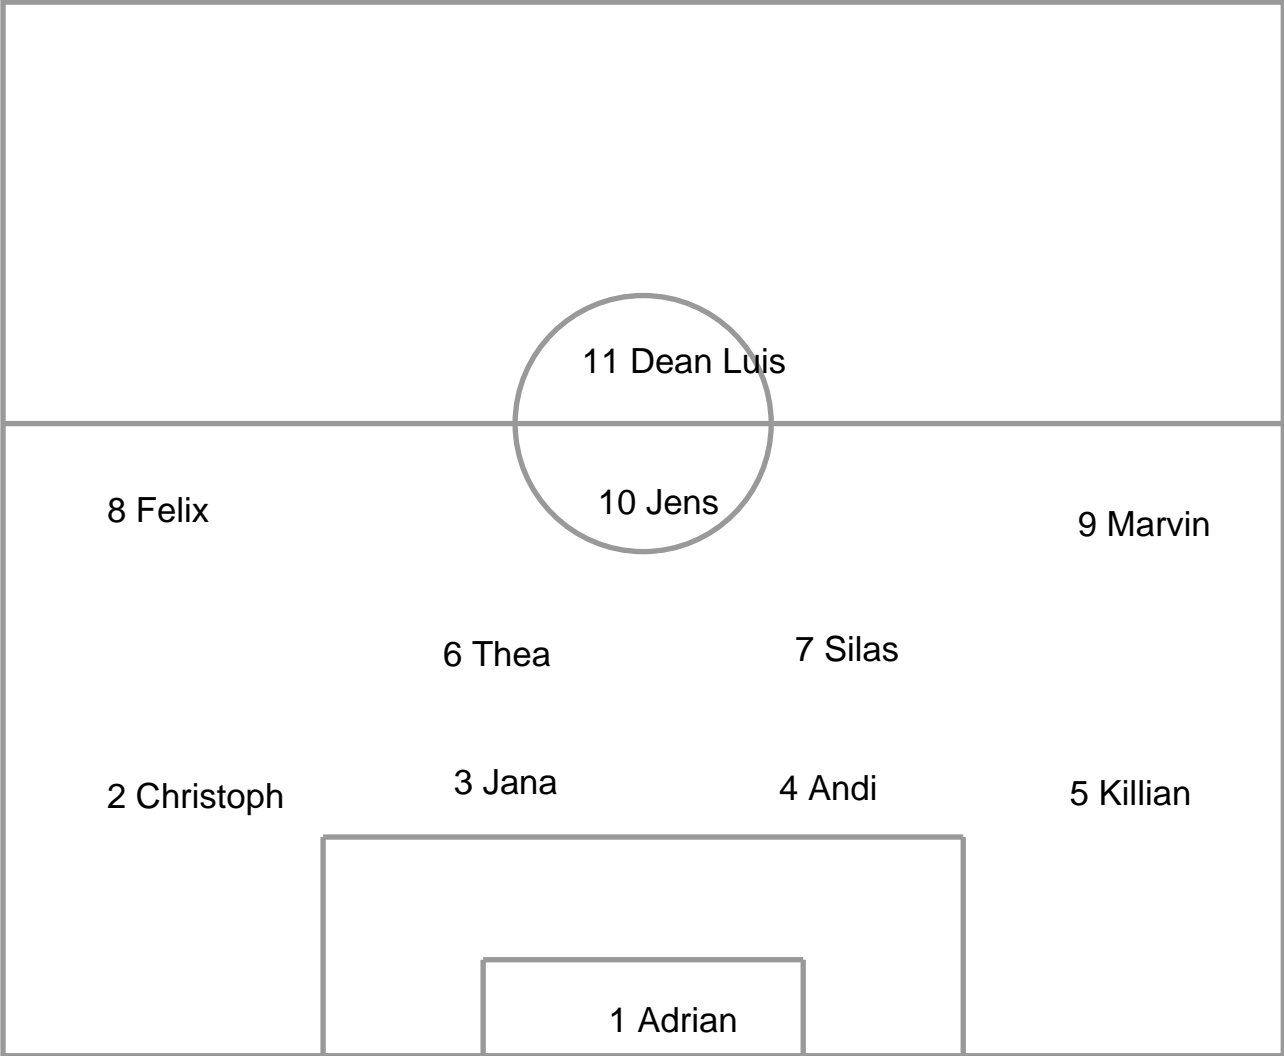 11 Dean Luis
10 Jens
8 Felix
9 Marvin
6 Thea
7 Silas
2 Christoph
3 Jana
4 Andi
5 Killian
1 Adrian